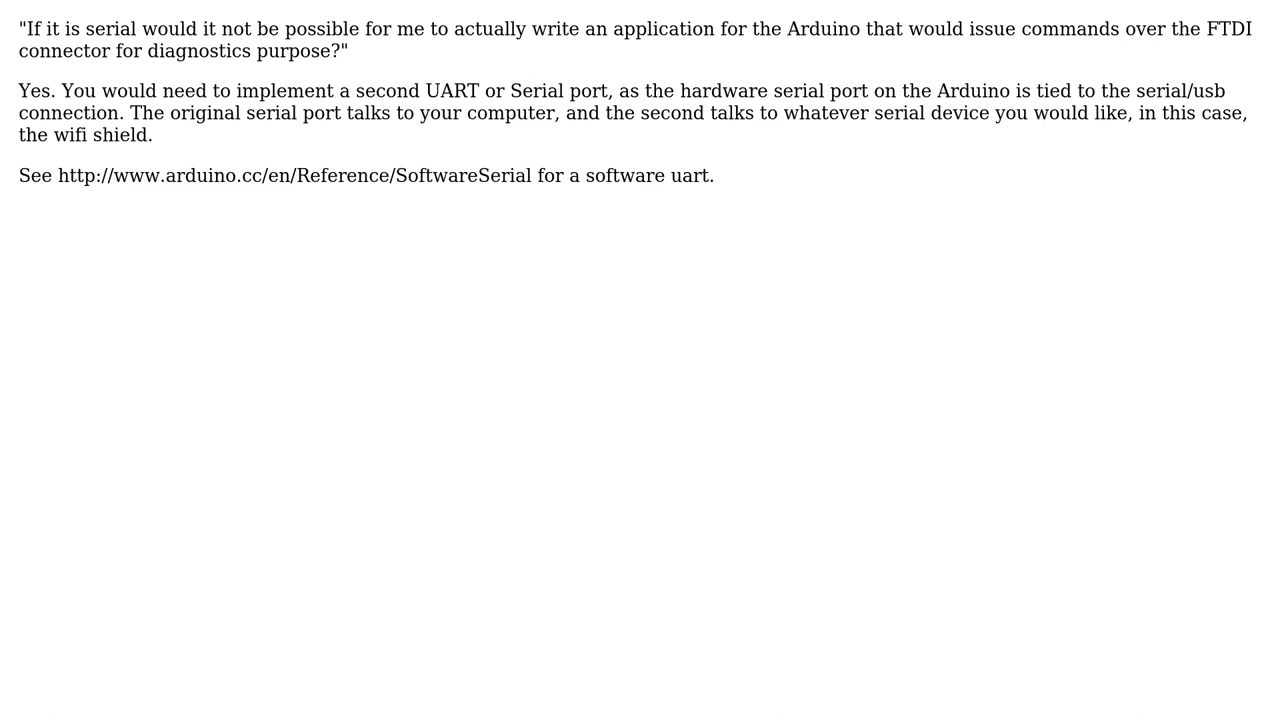 "If it is serial would it not be possible for me to actually write an application for the Arduino that would issue commands over the FTDI
connector for diagnostics purpose?"
Yes. You would need to implement a second UART or Serial port, as the hardware serial port on the Arduino is tied to the serial/usb
connection. The original serial port talks to your computer, and the second talks to whatever serial device you would like, in this case,
the wifi shield.
See http://www.arduino.cc/en/Reference/SoftwareSerial for a software uart.